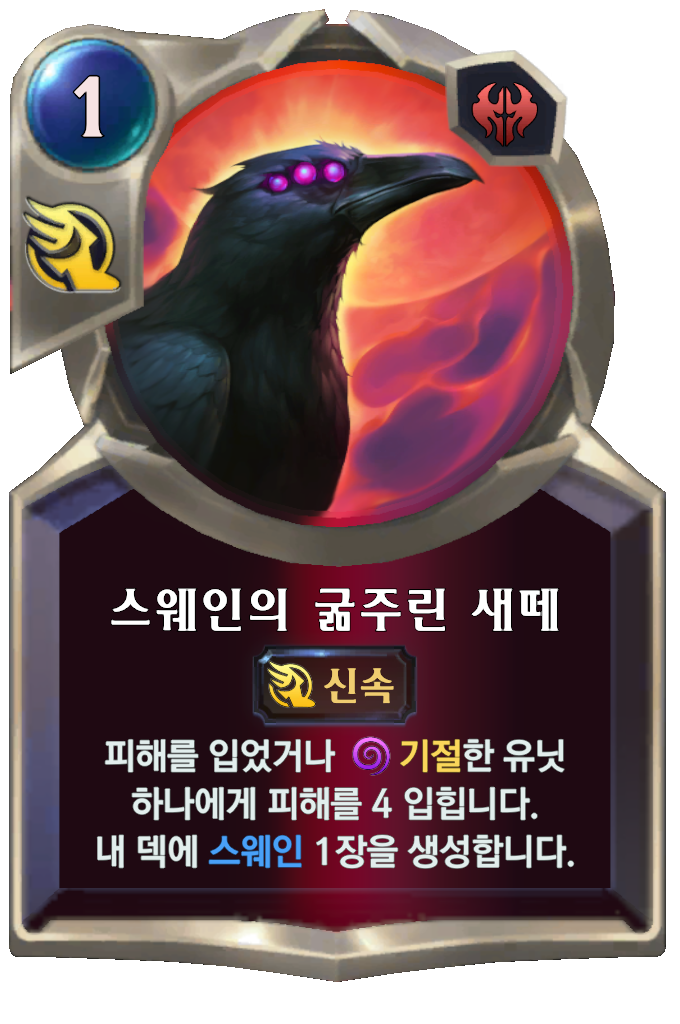 1
스웨인의 굶주린 새떼
신속
피해를 입었거나 기절한 유닛
하나에게 피해를 4 입힙니다.
내 덱에 스웨인 1장을 생성합니다.